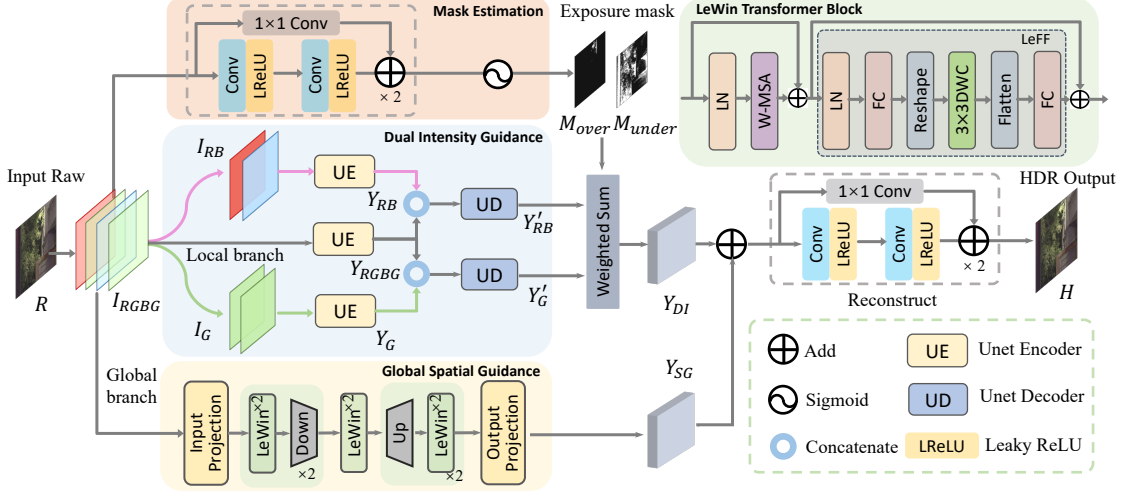 Mask Estimation
1×1 Conv
Conv
LReLU
Conv
LReLU
× 2
Exposure mask
M_over M_under
LeWin Transformer Block
LeFF
LN
W-MSA
LN
FC
Reshape
3×3DWC
Flatten
FC
Dual Intensity Guidance
Input Raw
R
I_RGBG
I_RB
UE
Y_RB
UD
Y'_RB
Local branch
UE
Y_RGBG
UD
Y'_G
I_G
UE
Y_G
Weighted Sum
Y_DI
1×1 Conv
Conv
LReLU
Conv
LReLU
× 2
Reconstruct
HDR Output
H
Global
branch
Global Spatial Guidance
Input
Projection
LeWin×2
Down
×2
LeWin×2
Up
LeWin×2
×2
Output
Projection
Y_SG
Add
UE
Unet Encoder
Sigmoid
UD
Unet Decoder
Concatenate
LReLU
Leaky ReLU